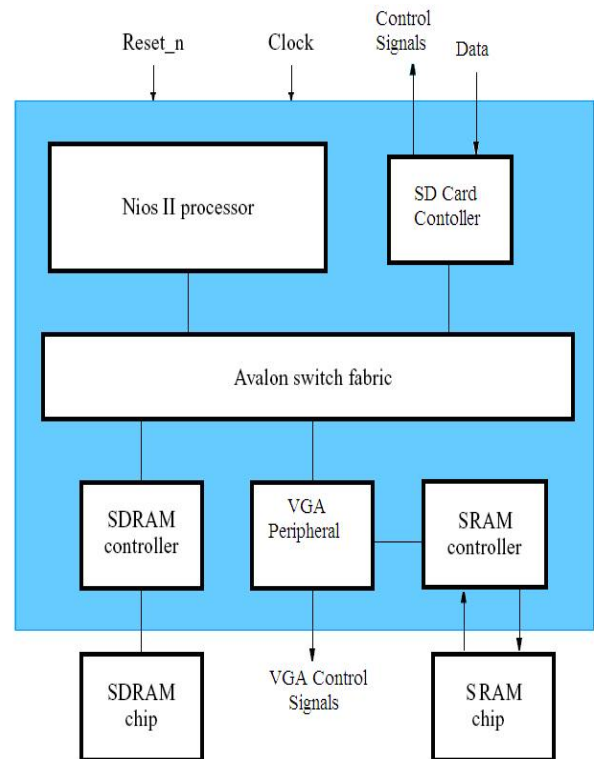 Reset_n
Clock
Control
Signals
Data
Nios II processor
SD Card
Contoller
Avalon switch fabric
SDRAM
controller
VGA
Peripheral
SRAM
controller
SDRAM
chip
VGA Control
Signals
SRAM
chip